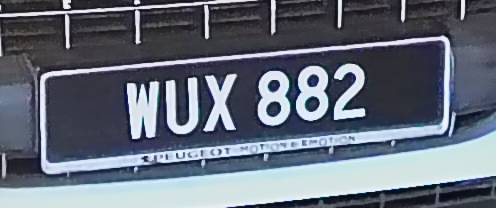 WUX 882
PEUGEOT MOTION & EMOTION